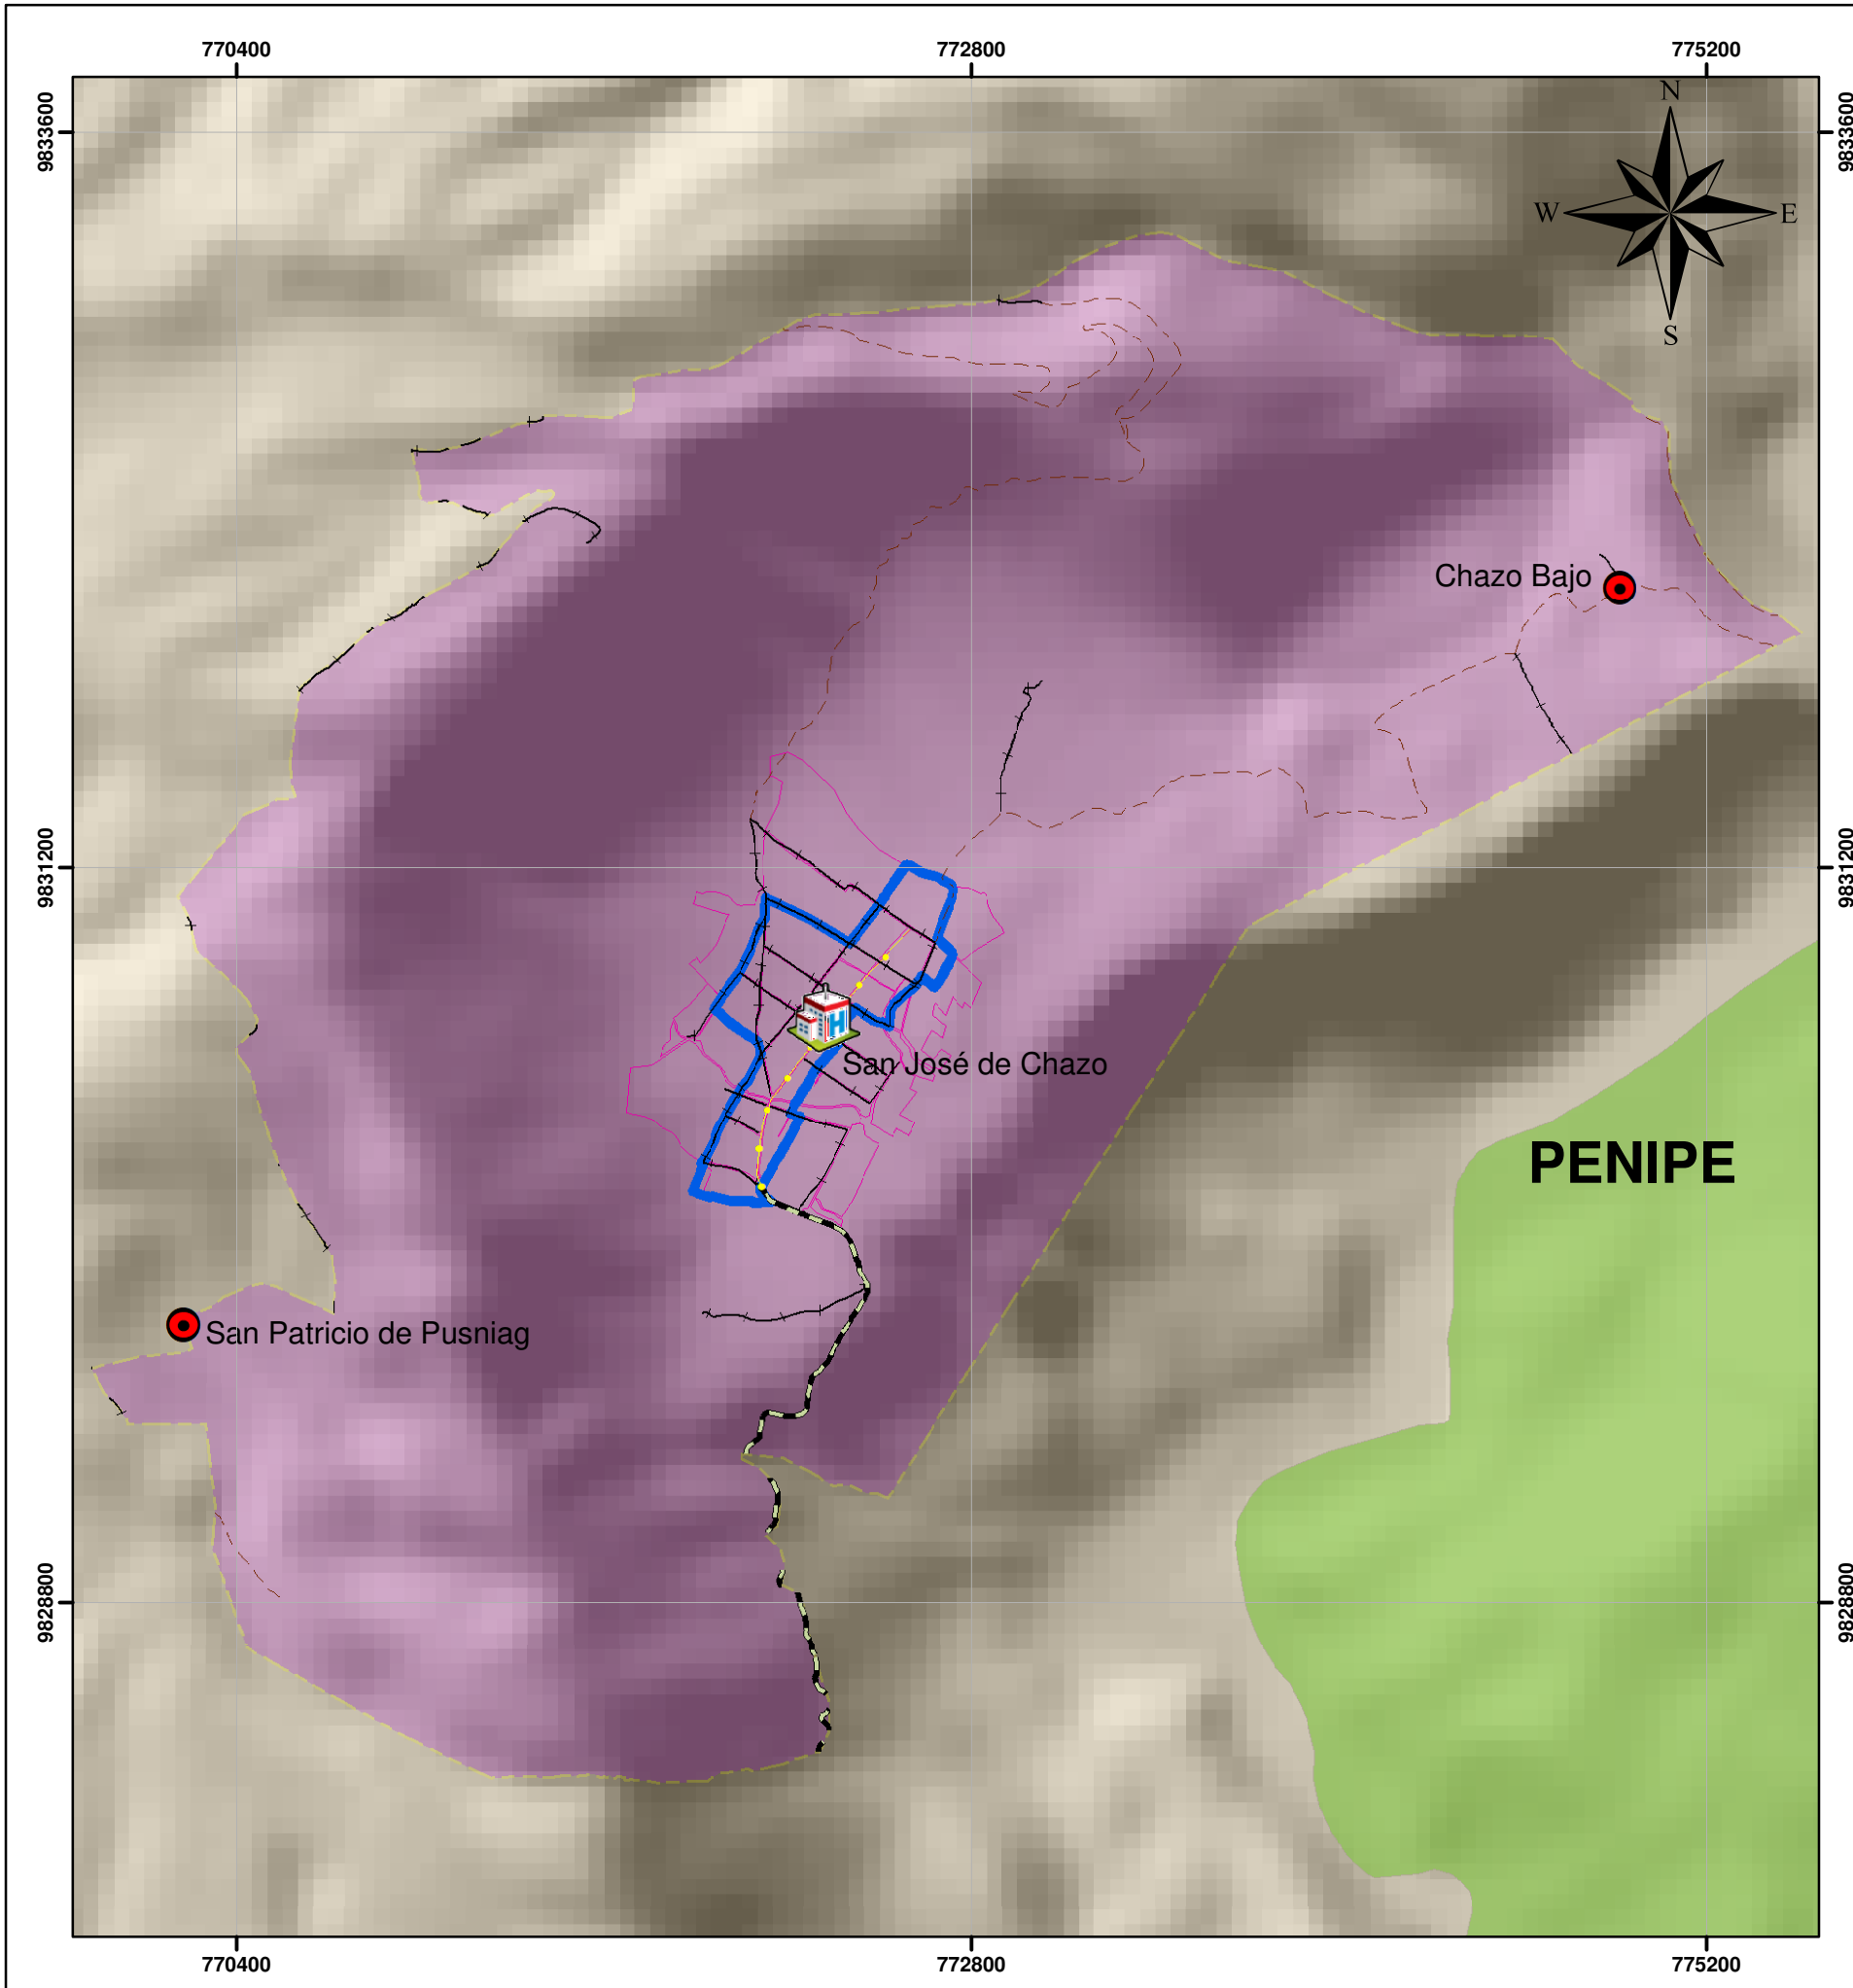 770400 772800 775200
9833600 9833600
N
W E
S
Chazo Bajo
9831200 9831200
H
San José de Chazo
PENIPE
San Patricio de Pusniag
9828800 9828800
770400 772800 775200